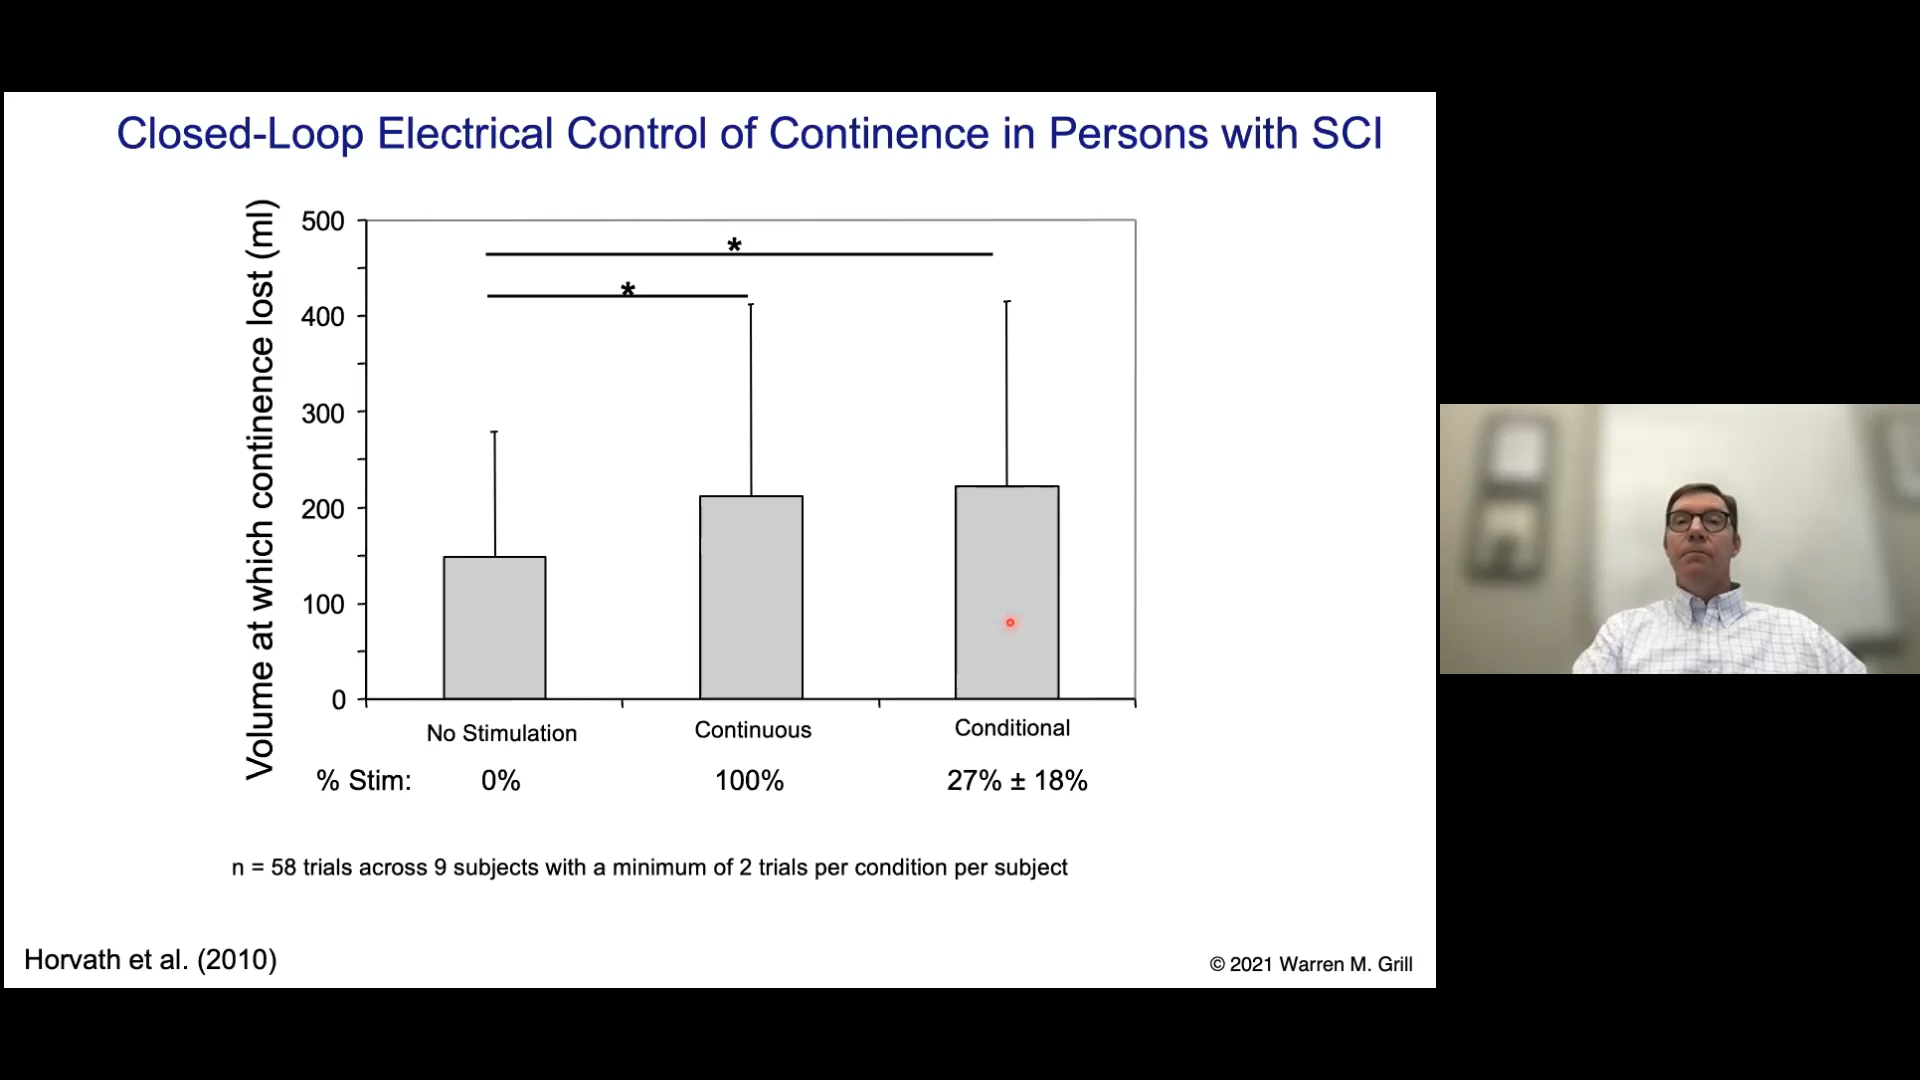 Closed-Loop Electrical Control of Continence in Persons with SCI
Volume at which continence lost (ml)
500
400
300
200
100
0
*
*
No Stimulation
Continuous
Conditional
% Stim:
0%
100%
27% ± 18%
n = 58 trials across 9 subjects with a minimum of 2 trials per condition per subject
Horvath et al. (2010)
© 2021 Warren M. Grill